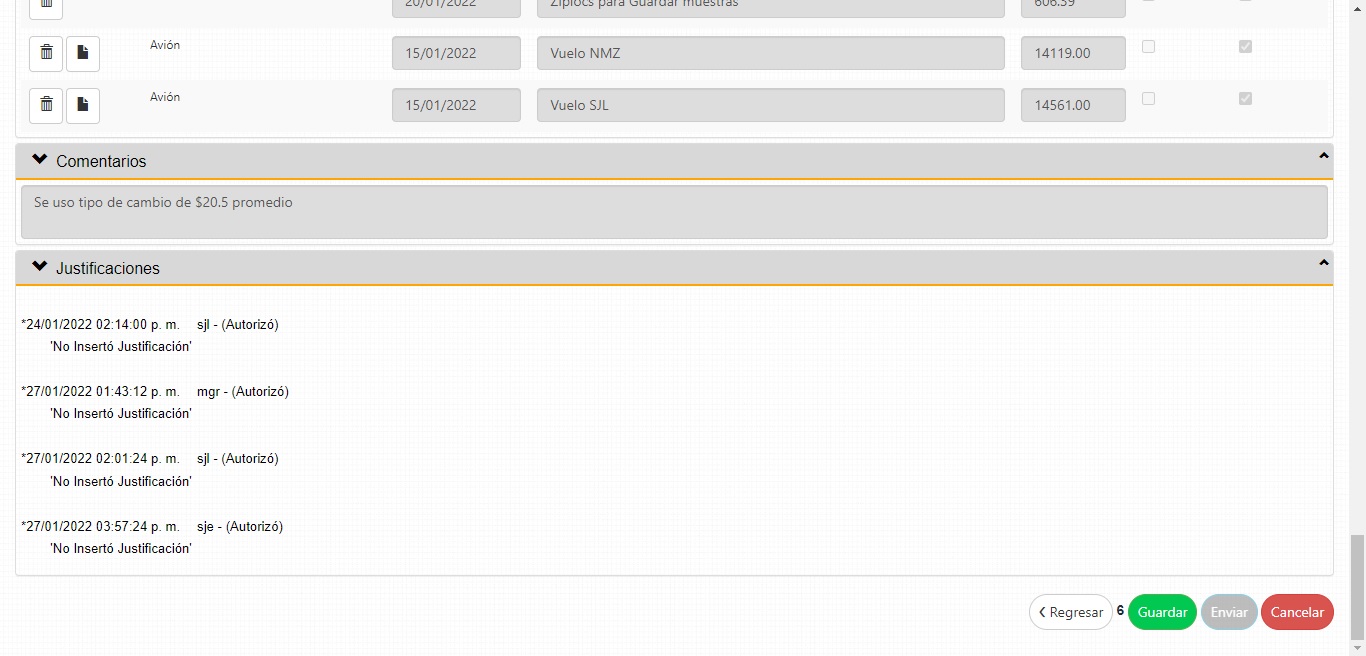 20/01/2022 Ziplocs para Guardar muestras 606.39
Avión 15/01/2022 Vuelo NMZ 14119.00
Avión 15/01/2022 Vuelo SJL 14561.00
Comentarios
Se uso tipo de cambio de $20.5 promedio
Justificaciones
*24/01/2022 02:14:00 p. m. sjl - (Autorizó)
'No Insertó Justificación'
*27/01/2022 01:43:12 p. m. mgr - (Autorizó)
'No Insertó Justificación'
*27/01/2022 02:01:24 p. m. sjl - (Autorizó)
'No Insertó Justificación'
*27/01/2022 03:57:24 p. m. sje - (Autorizó)
'No Insertó Justificación'
Regresar 6 Guardar Enviar Cancelar